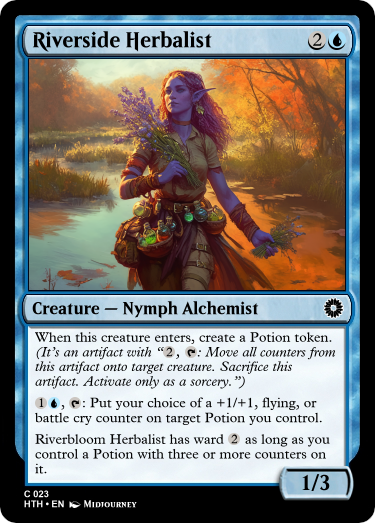 Riverside Herbalist 2
Creature — Nymph Alchemist
When this creature enters, create a Potion token.
(It's an artifact with “2, : Move all counters from
this artifact onto target creature. Sacrifice this
artifact. Activate only as a sorcery.”)
1, : Put your choice of a +1/+1, flying, or
battle cry counter on target Potion you control.
Riverbloom Herbalist has ward 2 as long as you
control a Potion with three or more counters on
it.
1/3
C 023
HTH • EN Midjourney